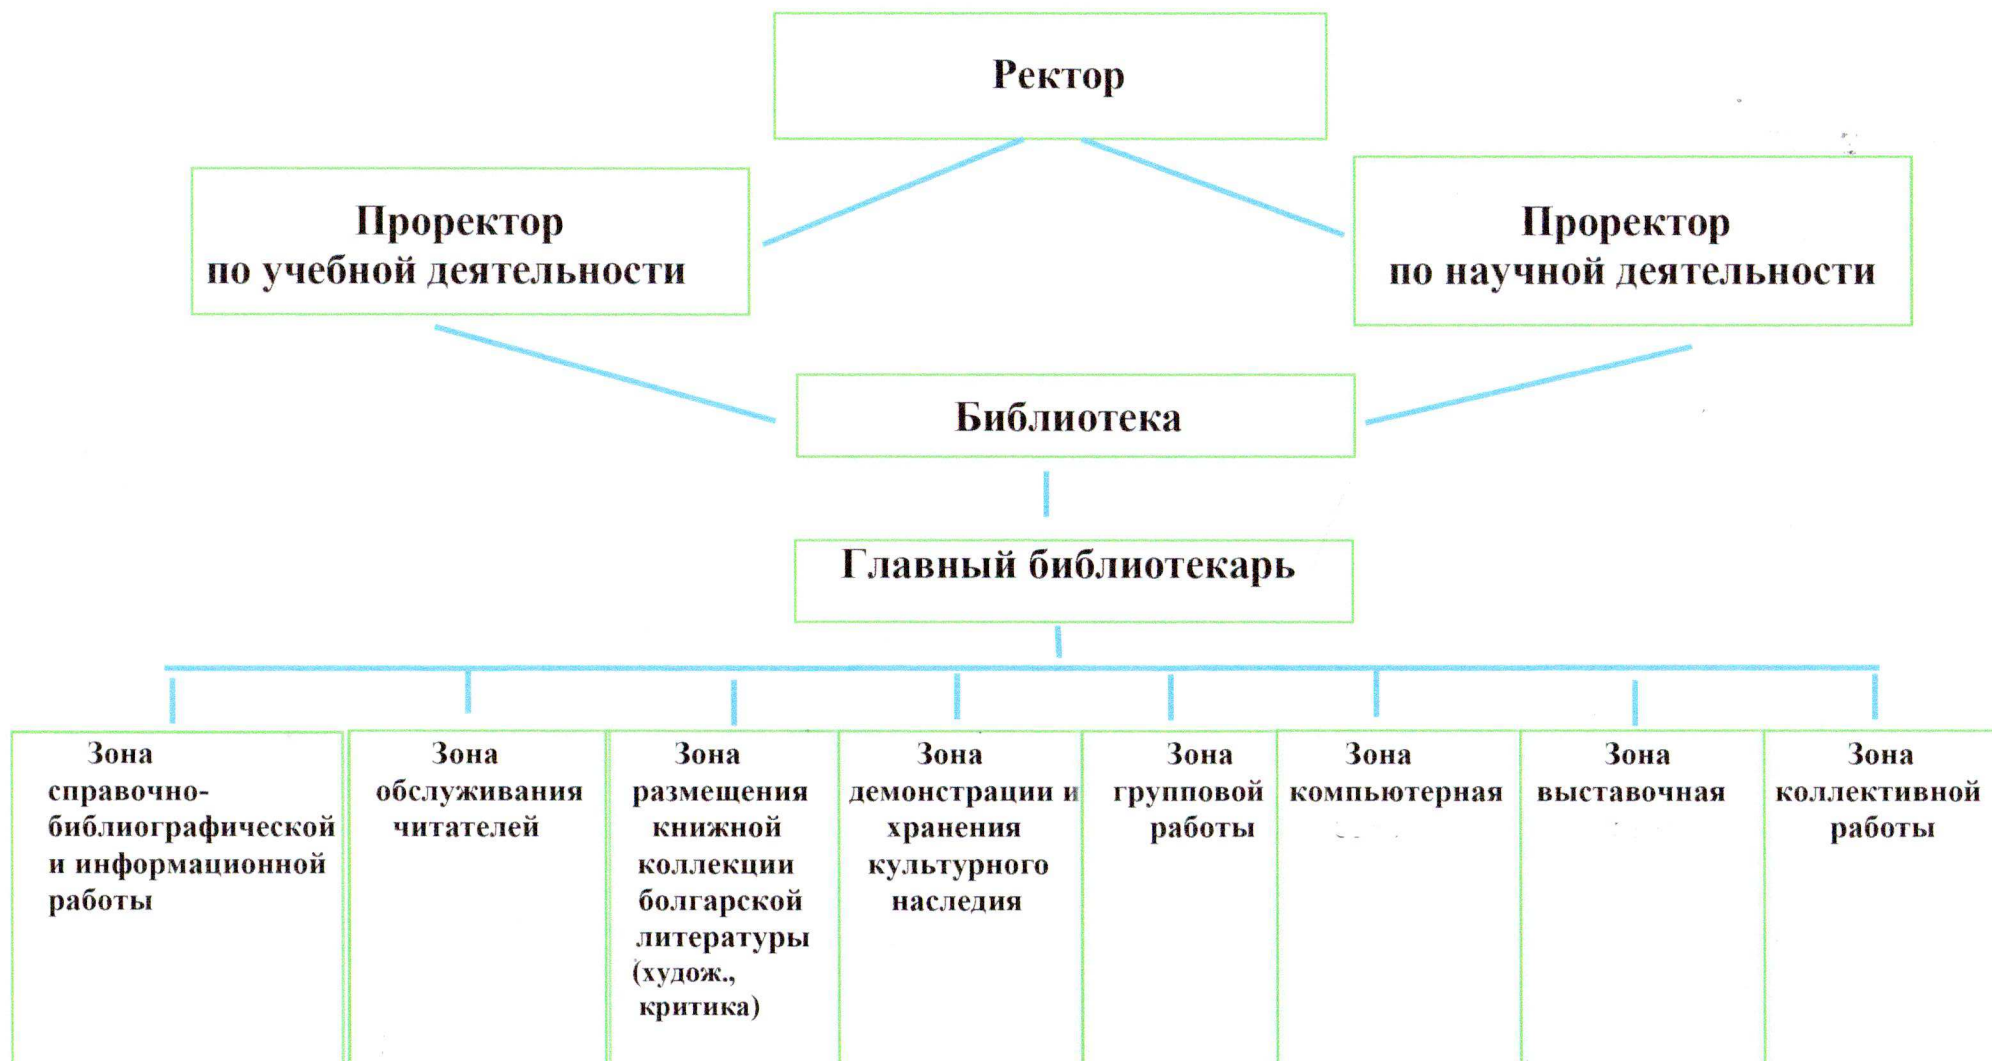 Ректор
Проректор
по учебной деятельности
Проректор
по научной деятельности
Библиотека
Главный библиотекарь
Зона
справочно-
библиографической
и информационной
работы
Зона
обслуживания
читателей
Зона
размещения
книжной
коллекции
болгарской
литературы
(худож.,
критика)
Зона
демонстрации и
хранения
культурного
наследия
Зона
групповой
работы
Зона
компьютерная
Зона
выставочная
Зона
коллективной
работы